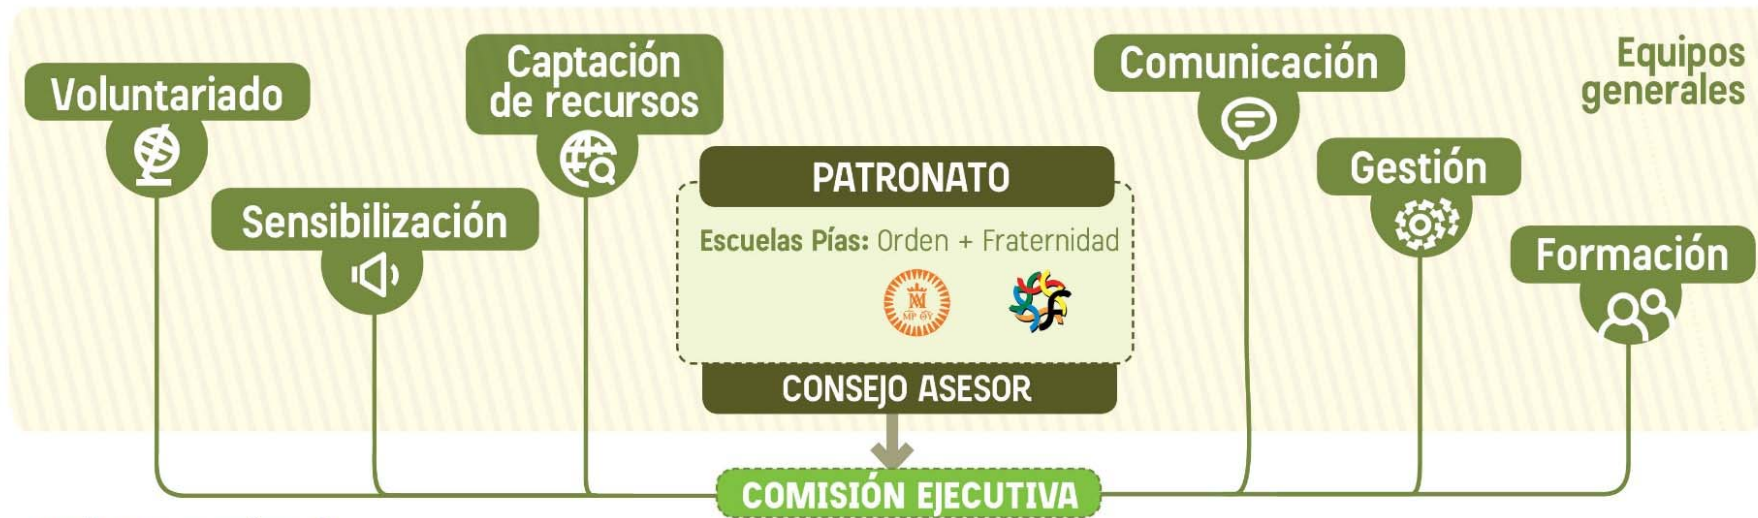 Equipos
generales
Voluntariado
Sensibilización
Captación
de recursos
PATRONATO
Escuelas Pías: Orden + Fraternidad
CONSEJO ASESOR
Comunicación
Gestión
Formación
COMISIÓN EJECUTIVA